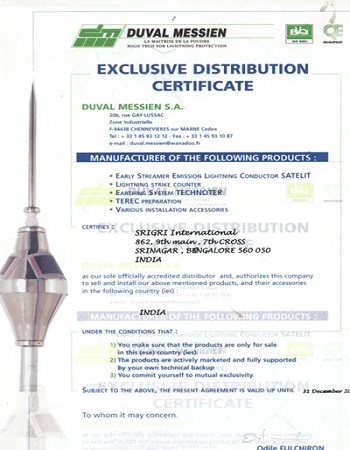 DUVAL MESSIEN
LA MAITRISE DE LA FOUDRE
HIGH TECH FOR LIGHTNING PROTECTION
EXCLUSIVE DISTRIBUTION
CERTIFICATE
DUVAL MESSIEN S.A.
20b, rue GAY-LUSSAC
Zone Industrielle
F-94438 CHENNEVIERES sur MARNE Cedex
Tel : + 33 1 45 93 12 12 - Fax : + 33 1 45 93 10 87
e-mail : duval.messien@wanadoo.fr
MANUFACTURER OF THE FOLLOWING PRODUCTS :
• EARLY STREAMER EMISSION LIGHTNING CONDUCTOR SATELIT
• LIGHTNING STRIKE COUNTER
• EARTHING SYSTEM TECHNOTER
• TEREC PREPARATION
• VARIOUS INSTALLATION ACCESSORIES
CERTIFIES :
SRIGRI International
862, 9th main, 7th CROSS
SRINAGAR, BENGALORE 560 050
INDIA
as our sole officially accredited distributor and, authorizes this company
to sell and install our above mentioned products, and their accessories
in the following country (ies) :
INDIA
UNDER THE CONDITIONS THAT :
1) You make sure that the products are only for sale
in this (ese) country (ies)
2) The products are actively marketed and fully supported
by your own technical backup
3) You commit yourself to mutual exclusivity.
SUBJECT TO THE ABOVE, THE PRESENT AGREEMENT IS VALID UP UNTIL 31 December 20
To whom it may concern.
Odile FULCHIRON